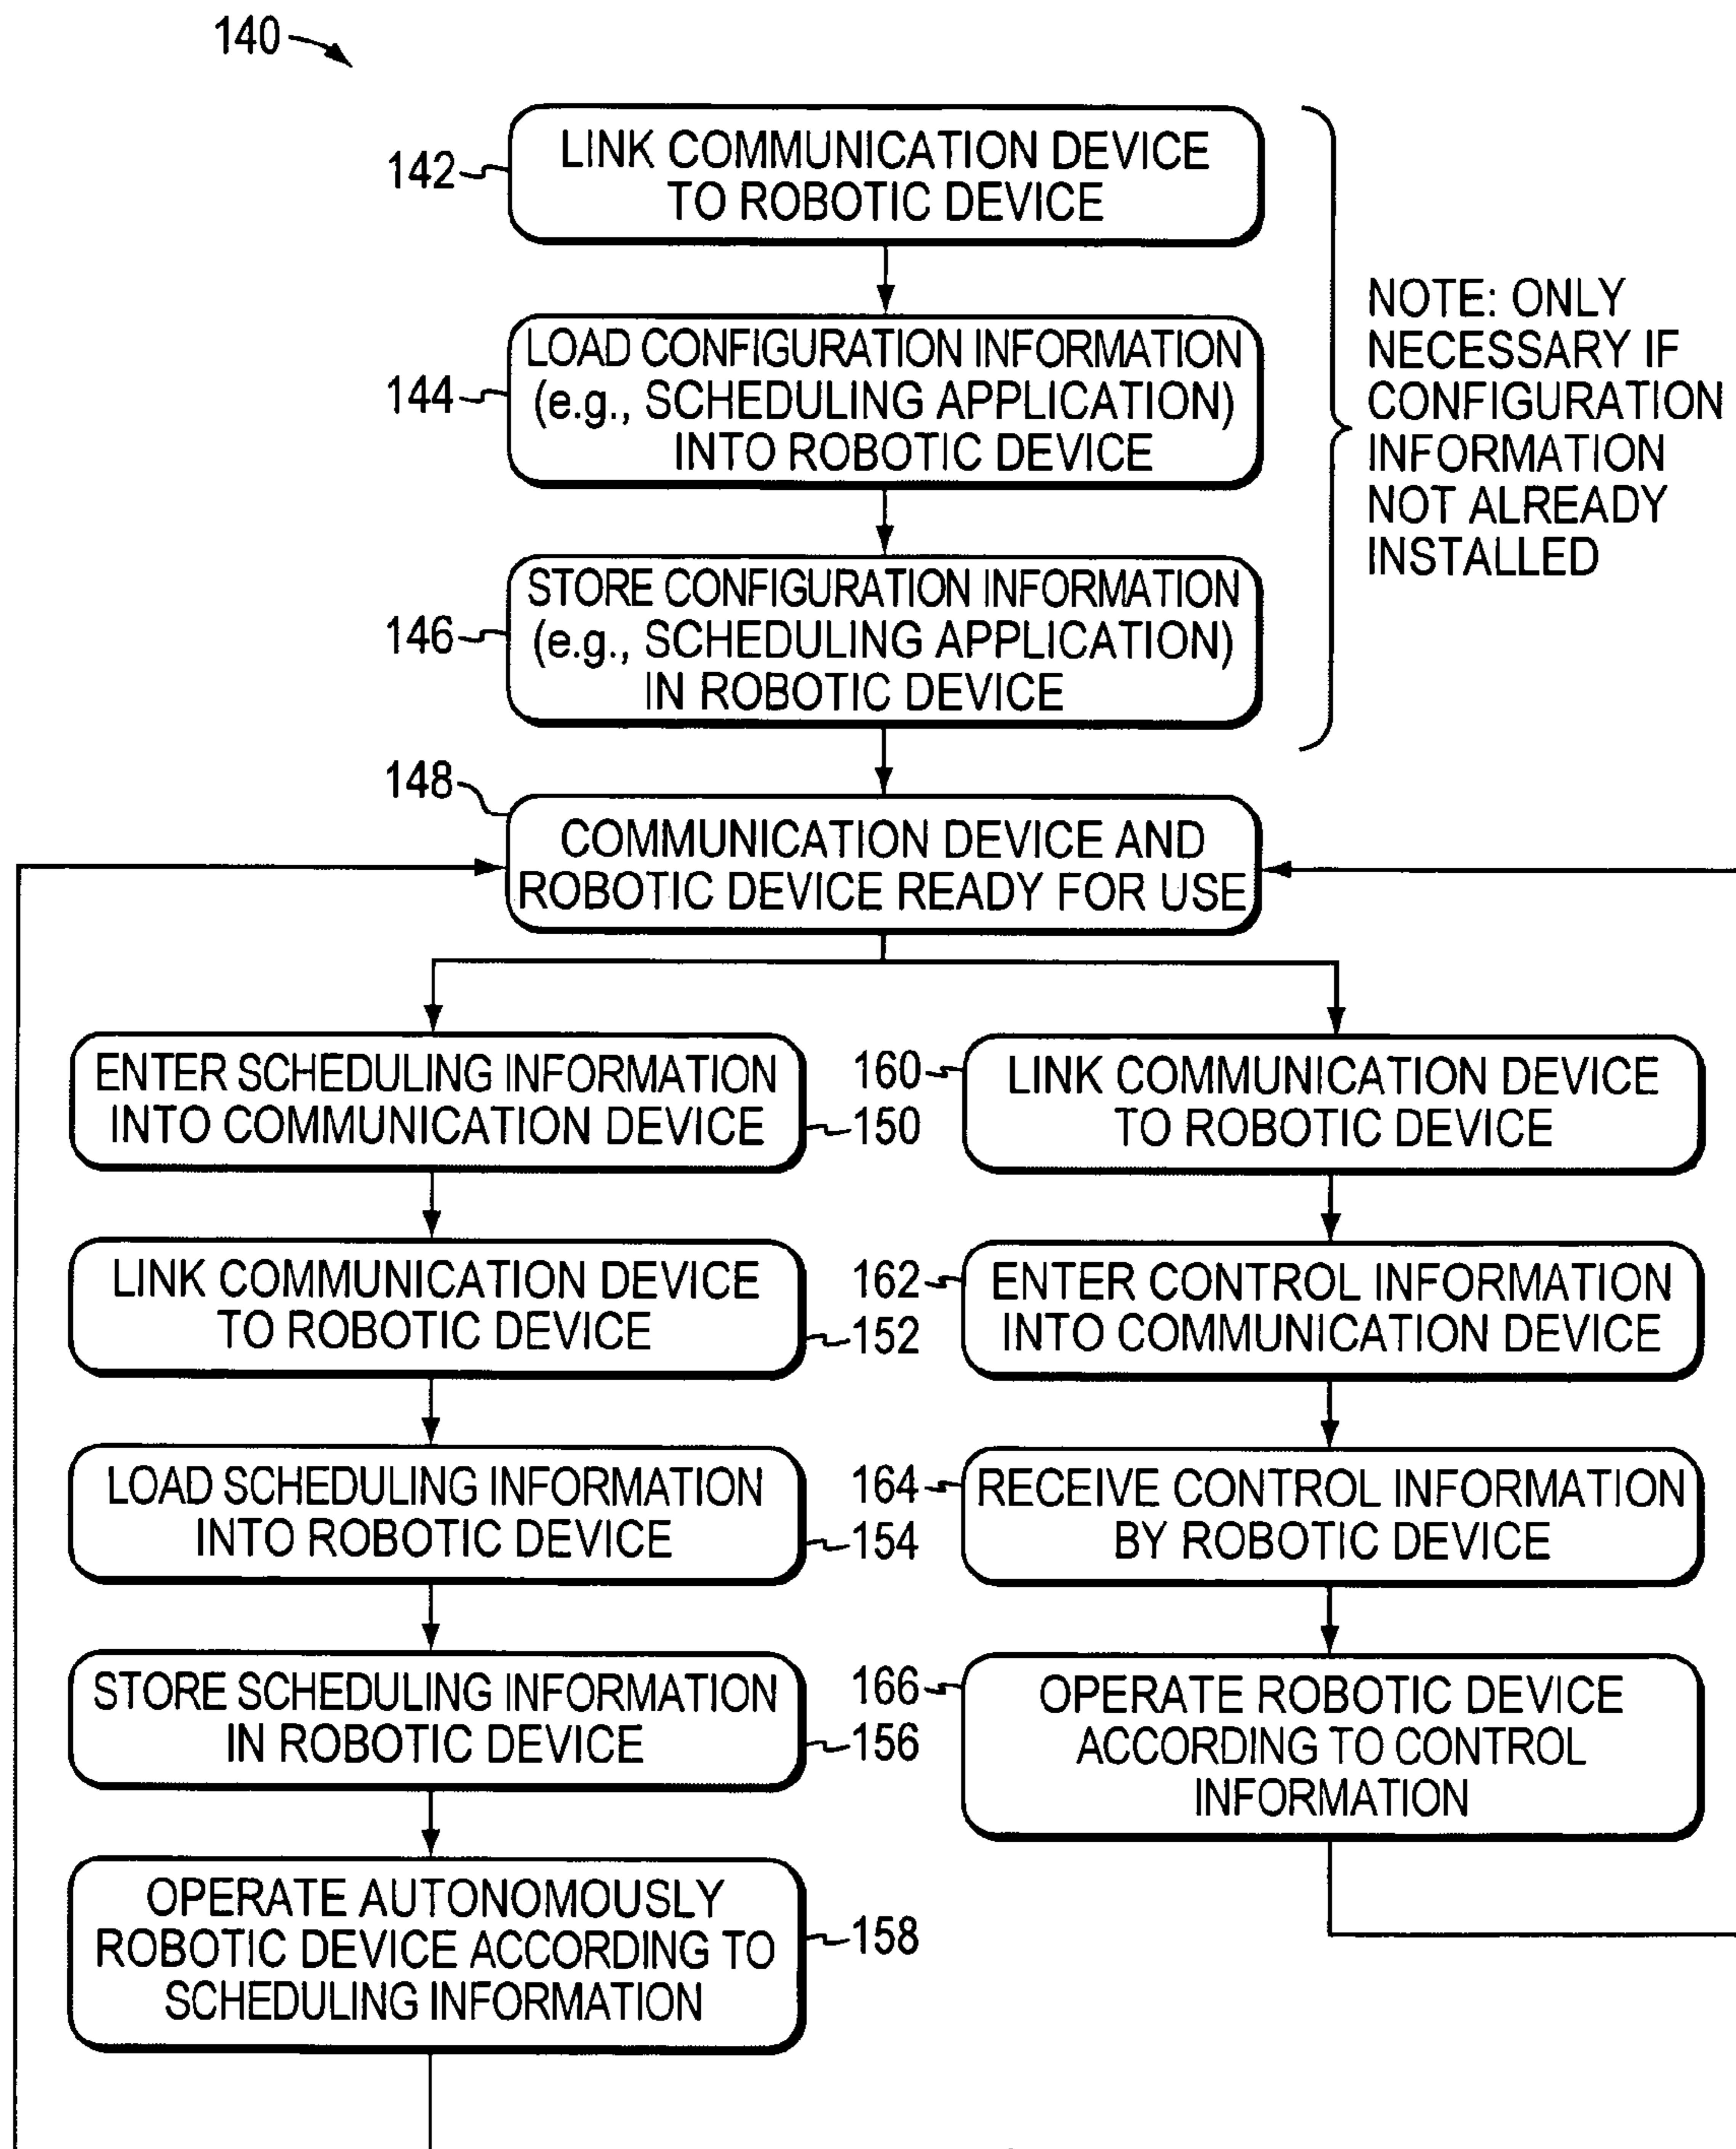 140
142
LINK COMMUNICATION DEVICE
TO ROBOTIC DEVICE
144
LOAD CONFIGURATION INFORMATION
(e.g., SCHEDULING APPLICATION)
INTO ROBOTIC DEVICE
146
STORE CONFIGURATION INFORMATION
(e.g., SCHEDULING APPLICATION)
IN ROBOTIC DEVICE
NOTE: ONLY
NECESSARY IF
CONFIGURATION
INFORMATION
NOT ALREADY
INSTALLED
148
COMMUNICATION DEVICE AND
ROBOTIC DEVICE READY FOR USE
ENTER SCHEDULING INFORMATION
INTO COMMUNICATION DEVICE
150
LINK COMMUNICATION DEVICE
TO ROBOTIC DEVICE
152
LOAD SCHEDULING INFORMATION
INTO ROBOTIC DEVICE
154
STORE SCHEDULING INFORMATION
IN ROBOTIC DEVICE
156
OPERATE AUTONOMOUSLY
ROBOTIC DEVICE ACCORDING TO
SCHEDULING INFORMATION
158
160
LINK COMMUNICATION DEVICE
TO ROBOTIC DEVICE
162
ENTER CONTROL INFORMATION
INTO COMMUNICATION DEVICE
164
RECEIVE CONTROL INFORMATION
BY ROBOTIC DEVICE
166
OPERATE ROBOTIC DEVICE
ACCORDING TO CONTROL
INFORMATION